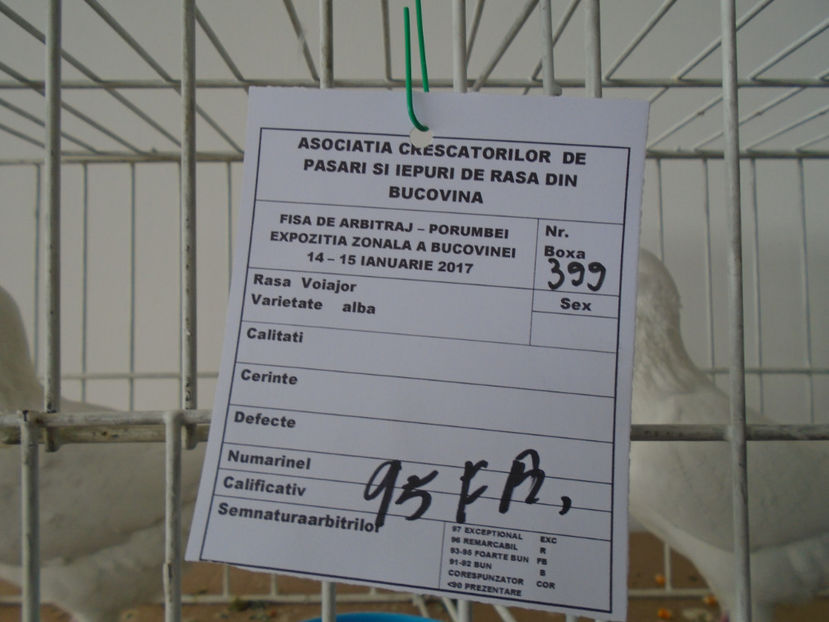 ASOCIATIA CRESCATORILOR DE
PASARI SI IEPURI DE RASA DIN
BUCOVINA
FISA DE ARBITRAJ – PORUMBEI
EXPOZITIA ZONALA A BUCOVINEI
14 – 15 IANUARIE 2017
Nr.
Boxa
399
Sex
Rasa Voiajor
Varietate alba
Calitati
Cerinte
Defecte
Numarinel
Calificativ
95 FB,
Semnaturaarbitrilor
97 EXCEPTIONAL EXC
96 REMARCABIL R
93-95 FOARTE BUN FB
91-92 BUN B
CORESPUNZATOR COR
<90 PREZENTARE